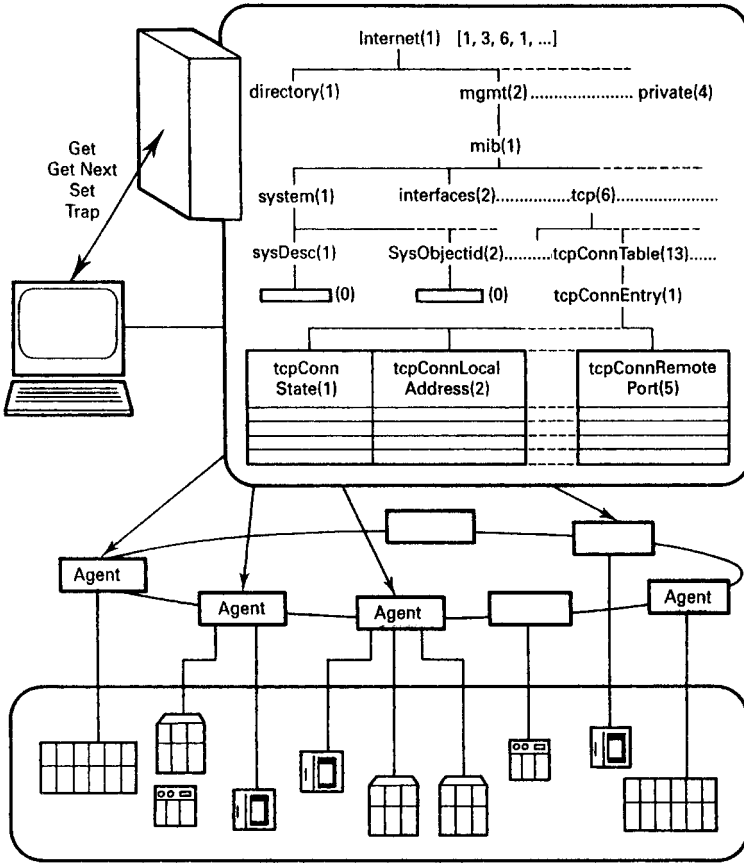 Internet(1) [1, 3, 6, 1, ...]
directory(1) mgmt(2)..................... private(4)
mib(1)
Get
Get Next
Set
Trap
system(1) interfaces(2)...............tcp(6).........................
sysDesc(1) SysObjectid(2)..........tcpConnTable(13)......
(0) (0) tcpConnEntry(1)
tcpConn
State(1)
tcpConnLocal
Address(2)
tcpConnRemote
Port(5)
Agent
Agent
Agent
Agent